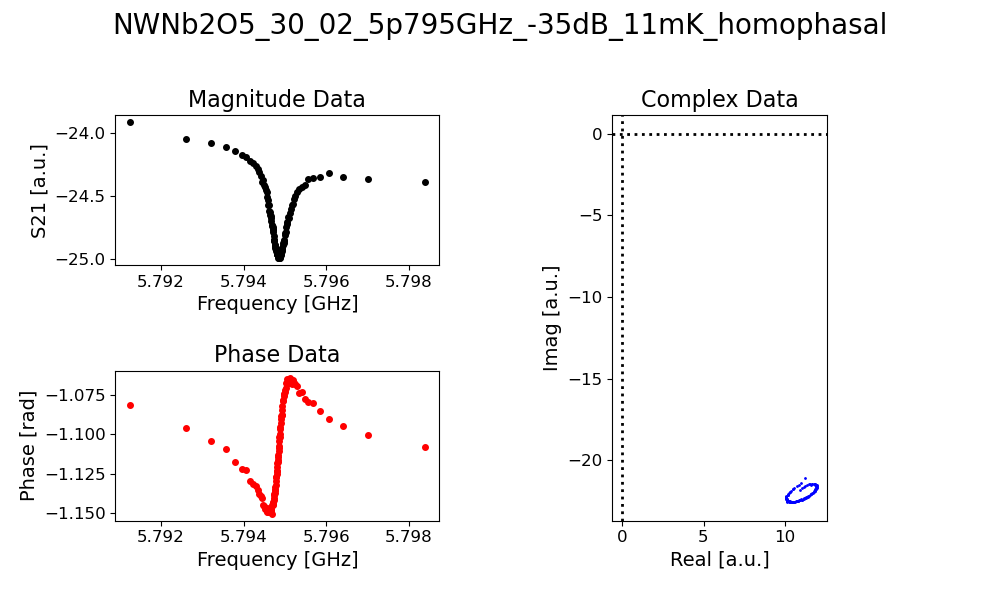 NWNb2O5_30_02_5p795GHz_-35dB_11mK_homophasal
Magnitude Data
−24.0
−24.5
−25.0
S21 [a.u.]
5.792 5.794 5.796 5.798
Frequency [GHz]
Phase Data
−1.075
−1.100
−1.125
−1.150
Phase [rad]
5.792 5.794 5.796 5.798
Frequency [GHz]
Complex Data
0
−5
−10
−15
−20
Imag [a.u.]
0 5 10
Real [a.u.]